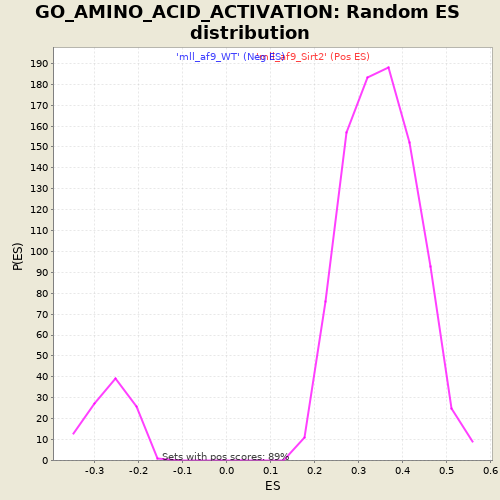 GO_AMINO_ACID_ACTIVATION: Random ES
distribution
'mll_af9_WT' (Neg ES)
'mll_af9_Sirt2' (Pos ES)
P(ES)
190
180
170
160
150
140
130
120
110
100
90
80
70
60
50
40
30
20
10
0
Sets with pos scores: 89%
-0.3 -0.2 -0.1 0.0 0.1 0.2 0.3 0.4 0.5 0.6
ES